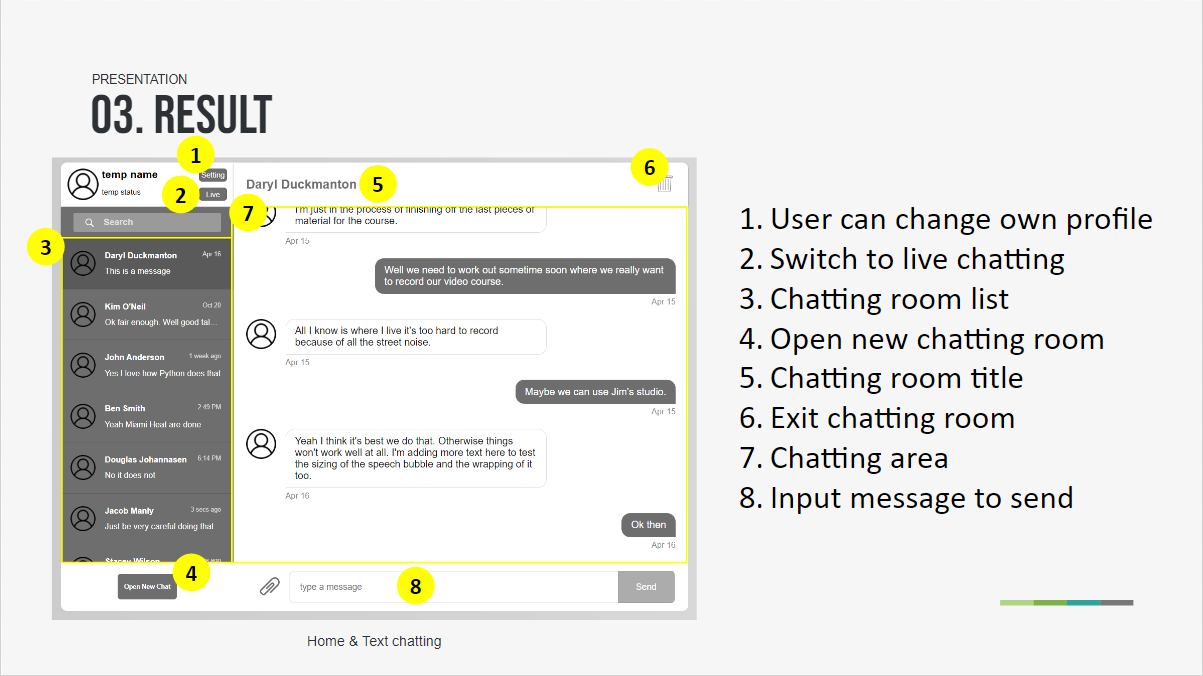 PRESENTATION
03. RESULT
1
temp name
Setting
temp status
2
Live
Search
3
Daryl Duckmanton
Apr 16
This is a message
Kim O'Neil
Oct 20
Ok fair enough. Well good tal...
John Anderson
1 week ago
Yes I love how Python does that
Ben Smith
2:49 PM
Yeah Miami Heat are done
Douglas Johannasen
6:14 PM
No it does not
Jacob Manly
3 secs ago
Just be very careful doing that
Stacey Wilson
ago
4
Open New Chat
Daryl Duckmanton
5
6
7
I'm just in the process of finishing off the last pieces of
material for the course.
Apr 15
Well we need to work out sometime soon where we really want
to record our video course.
Apr 15
All I know is where I live it's too hard to record
because of all the street noise.
Apr 15
Maybe we can use Jim's studio.
Apr 15
Yeah I think it's best we do that. Otherwise things
won't work well at all. I'm adding more text here to test
the sizing of the speech bubble and the wrapping of it
too.
Apr 16
Ok then
Apr 16
type a message
8
Send
Home & Text chatting
1. User can change own profile
2. Switch to live chatting
3. Chatting room list
4. Open new chatting room
5. Chatting room title
6. Exit chatting room
7. Chatting area
8. Input message to send